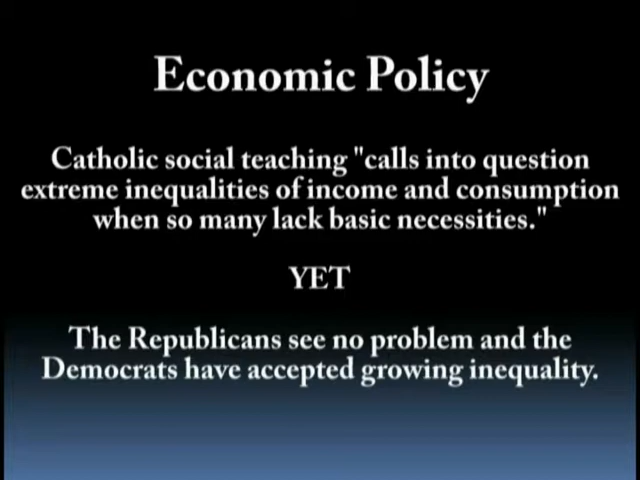 Economic Policy
Catholic social teaching "calls into question
extreme inequalities of income and consumption
when so many lack basic necessities."
YET
The Republicans see no problem and the
Democrats have accepted growing inequality.